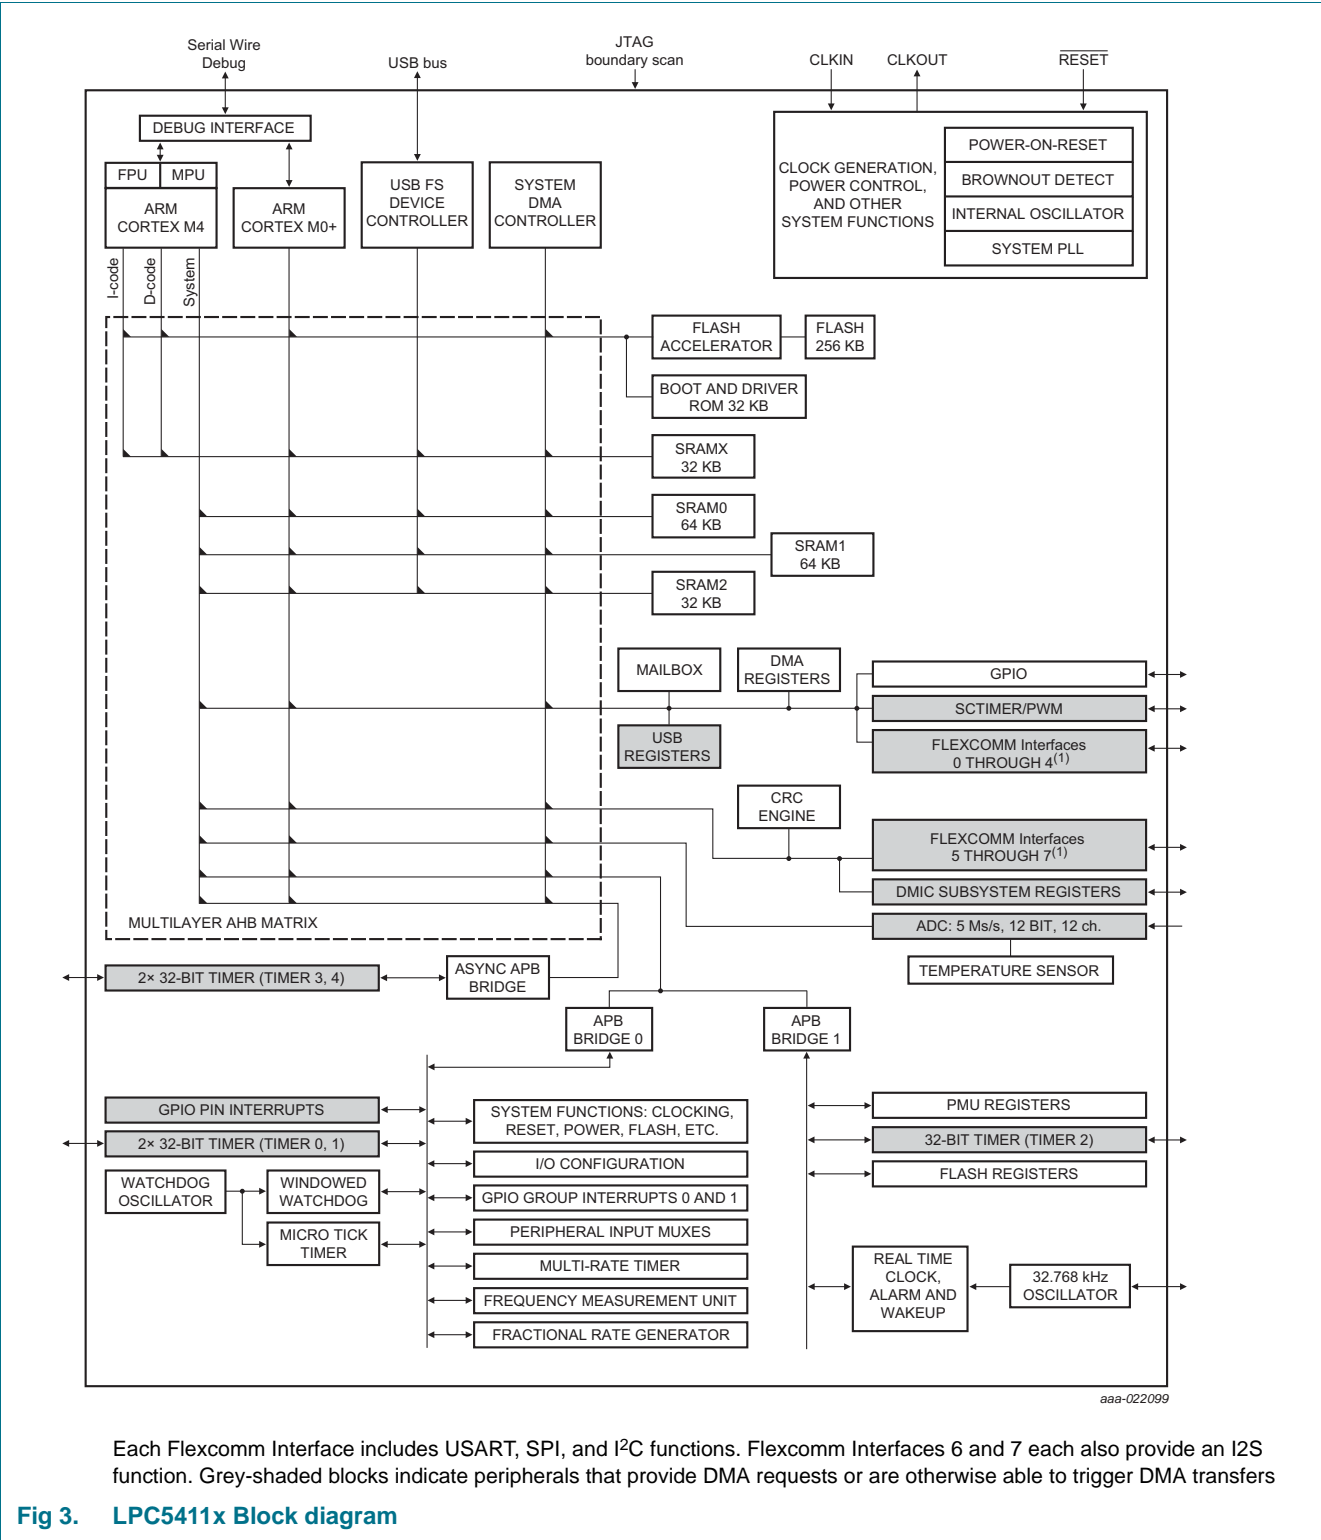 Serial Wire
Debug
USB bus
JTAG
boundary scan
CLKIN
CLKOUT
RESET
DEBUG INTERFACE
FPU
MPU
ARM
CORTEX M4
ARM
CORTEX M0+
USB FS
DEVICE
CONTROLLER
SYSTEM
DMA
CONTROLLER
CLOCK GENERATION,
POWER CONTROL,
AND OTHER
SYSTEM FUNCTIONS
POWER-ON-RESET
BROWNOUT DETECT
INTERNAL OSCILLATOR
SYSTEM PLL
I-code
D-code
System
FLASH
ACCELERATOR
FLASH
256 KB
BOOT AND DRIVER
ROM 32 KB
SRAMX
32 KB
SRAM0
64 KB
SRAM1
64 KB
SRAM2
32 KB
MAILBOX
DMA
REGISTERS
GPIO
SCTIMER/PWM
USB
REGISTERS
FLEXCOMM Interfaces
0 THROUGH 4(1)
CRC
ENGINE
FLEXCOMM Interfaces
5 THROUGH 7(1)
DMIC SUBSYSTEM REGISTERS
MULTILAYER AHB MATRIX
ADC: 5 Ms/s, 12 BIT, 12 ch.
TEMPERATURE SENSOR
2× 32-BIT TIMER (TIMER 3, 4)
ASYNC APB
BRIDGE
APB
BRIDGE 0
APB
BRIDGE 1
GPIO PIN INTERRUPTS
2× 32-BIT TIMER (TIMER 0, 1)
WATCHDOG
OSCILLATOR
WINDOWED
WATCHDOG
MICRO TICK
TIMER
SYSTEM FUNCTIONS: CLOCKING,
RESET, POWER, FLASH, ETC.
I/O CONFIGURATION
GPIO GROUP INTERRUPTS 0 AND 1
PERIPHERAL INPUT MUXES
MULTI-RATE TIMER
FREQUENCY MEASUREMENT UNIT
FRACTIONAL RATE GENERATOR
PMU REGISTERS
32-BIT TIMER (TIMER 2)
FLASH REGISTERS
REAL TIME
CLOCK,
ALARM AND
WAKEUP
32.768 kHz
OSCILLATOR
aaa-022099
Each Flexcomm Interface includes USART, SPI, and I2C functions. Flexcomm Interfaces 6 and 7 each also provide an I2S
function. Grey-shaded blocks indicate peripherals that provide DMA requests or are otherwise able to trigger DMA transfers
Fig 3. LPC5411x Block diagram